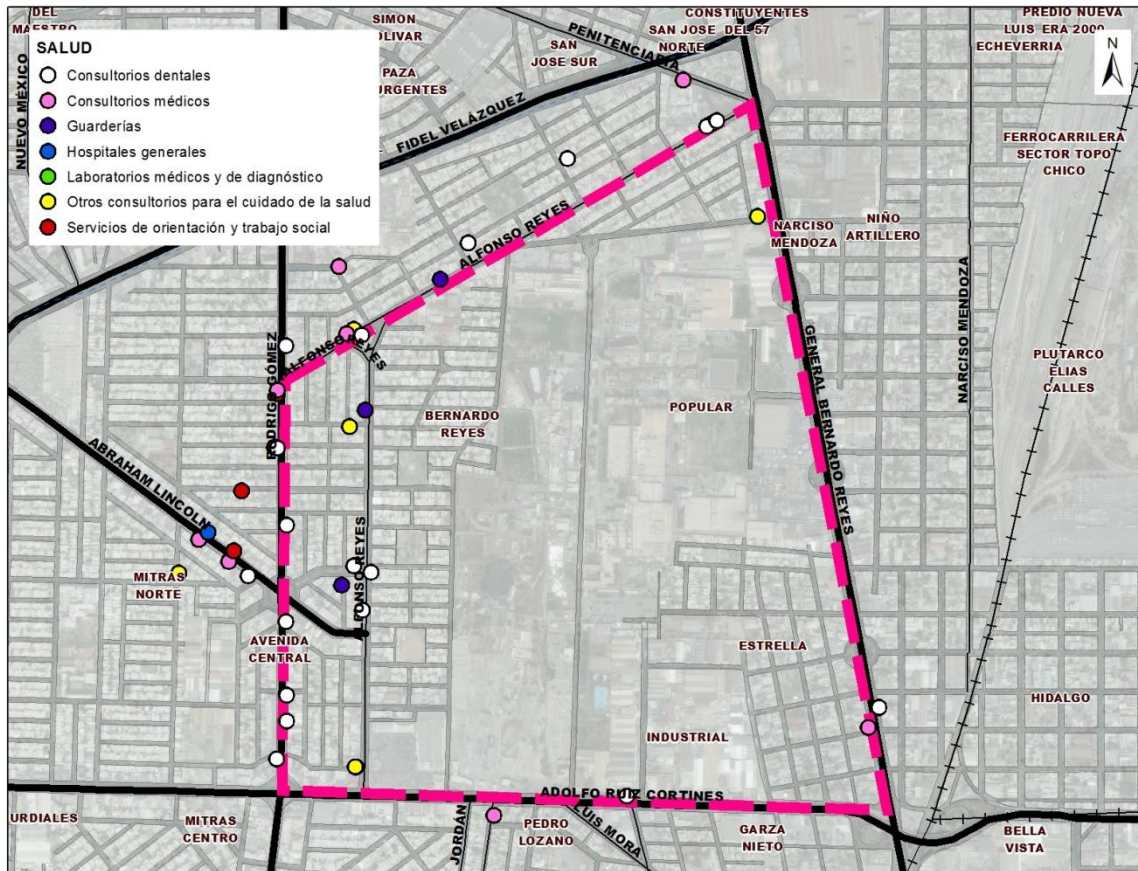 DEL
MAESTRO
SIMON
OLIVAR
CONSTITUYENTES
SAN JOSE DEL 57
NORTE
PREDIO NUEVA
LUIS ERA 2000
ECHEVERRIA
PENITENCIARIA
SAN
JOSE SUR
N
NUEVO MÉXICO
SALUD
Consultorios dentales
Consultorios médicos
Guarderías
Hospitales generales
Laboratorios médicos y de diagnóstico
Otros consultorios para el cuidado de la salud
Servicios de orientación y trabajo social
PAZA
URGENTES
FIDEL VELÁZQUEZ
FERROCARRILERA
SECTOR TOPO
CHICO
ALFONSO REYES
NARCISO
MENDOZA
NIÑO
ARTILLERO
NARCISO MENDOZA
GENERAL BERNARDO REYES
PLUTARCO
ELIAS
CALLES
ALFONSO REYES
RODRIGO GÓMEZ
BERNARDO
REYES
POPULAR
ABRAHAM LINCOLN
ALFONSO REYES
MITRAS
NORTE
AVENIDA
CENTRAL
ESTRELLA
HIDALGO
INDUSTRIAL
ADOLFO RUIZ CORTINES
URDIALES
MITRAS
CENTRO
JORDÁN
PEDRO
LOZANO
LUIS MORA
GARZA
NIETO
BELLA
VISTA